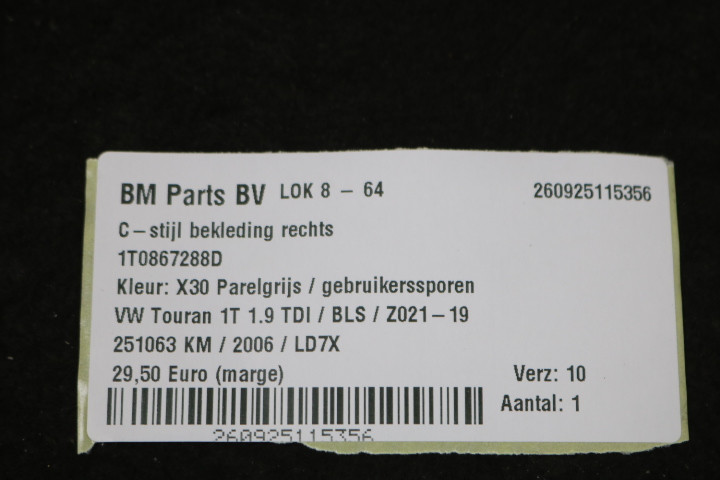 BM Parts BV LOK 8 - 64 260925115356
C-stijl bekleding rechts
1T0867288D
Kleur: X30 Parelgrijs / gebruikerssporen
VW Touran 1T 1.9 TDI / BLS / Z021-19
251063 KM / 2006 / LD7X
29,50 Euro (marge) Verz: 10
Aantal: 1
260925115356